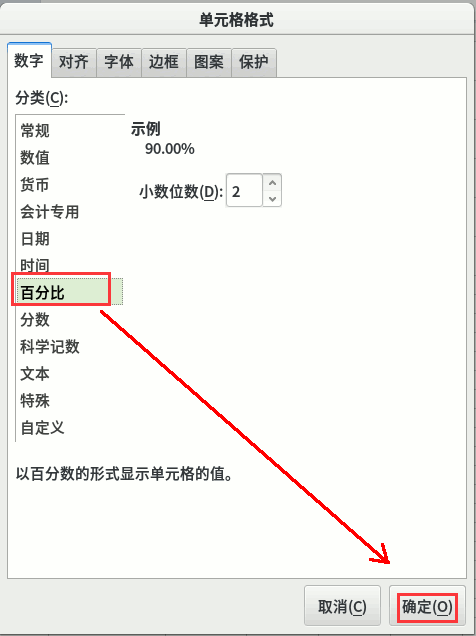 单元格格式
数字 对齐 字体 边框 图案 保护
分类(C):
常规
数值
货币
会计专用
日期
时间
百分比
分数
科学记数
文本
特殊
自定义
示例
90.00%
小数位数(D): 2
以百分数的形式显示单元格的值。
取消(C) 确定(O)